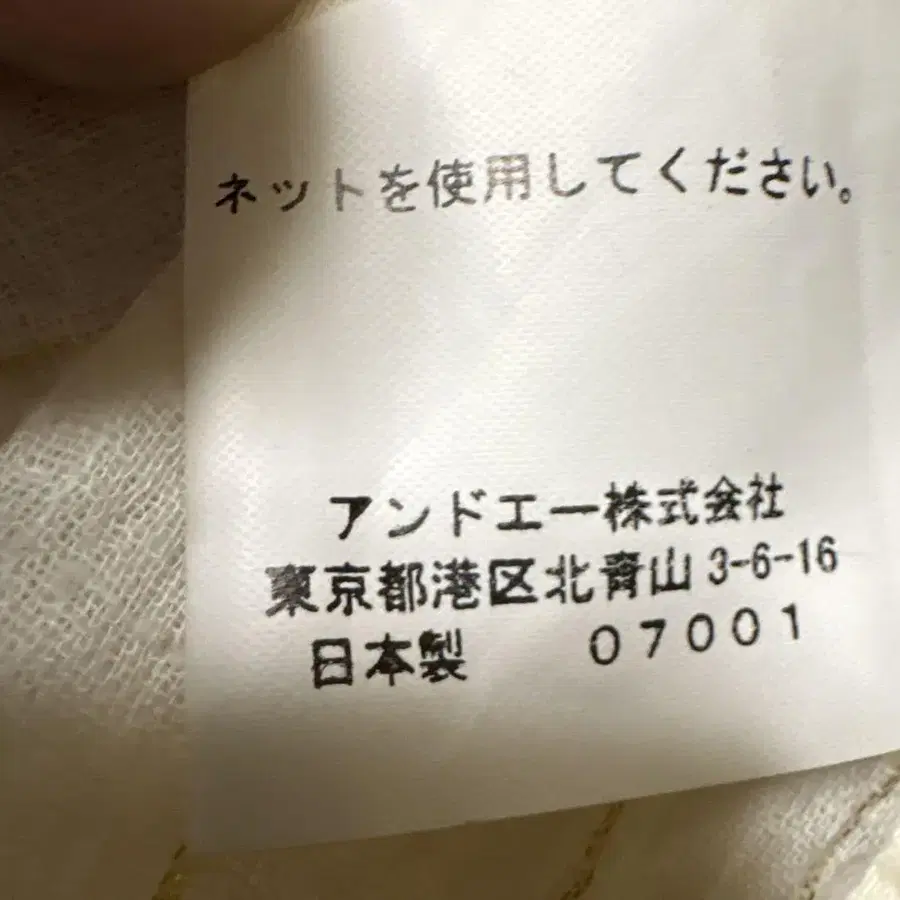 ネットを使用してください。
アンドエー株式会社
東京都港区北青山3-6-16
日本製 07001